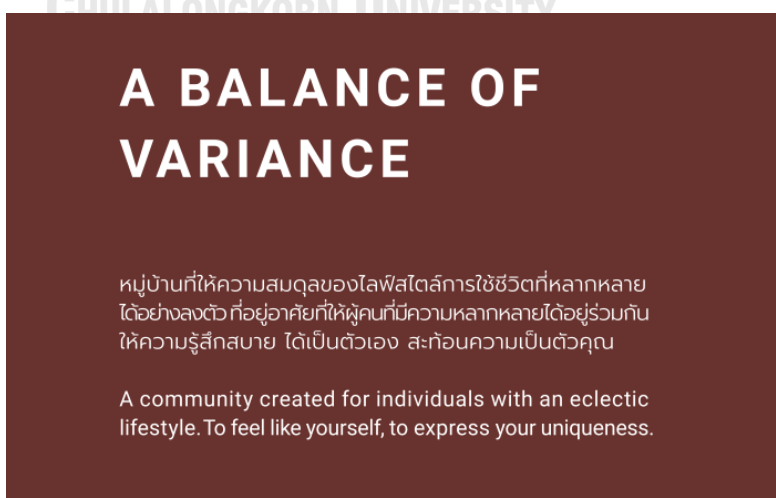 CHULALONGKORN UNIVERSITY
A BALANCE OF
VARIANCE
หมู่บ้านที่ให้ความสมดุลของไลฟ์สไตล์การใช้ชีวิตที่หลากหลาย
ได้อย่างลงตัว ที่อยู่อาศัยที่ให้ผู้คนที่มีความหลากหลายได้อยู่ร่วมกัน
ให้ความรู้สึกสบาย ได้เป็นตัวเอง สะท้อนความเป็นตัวคุณ
A community created for individuals with an eclectic
lifestyle. To feel like yourself, to express your uniqueness.